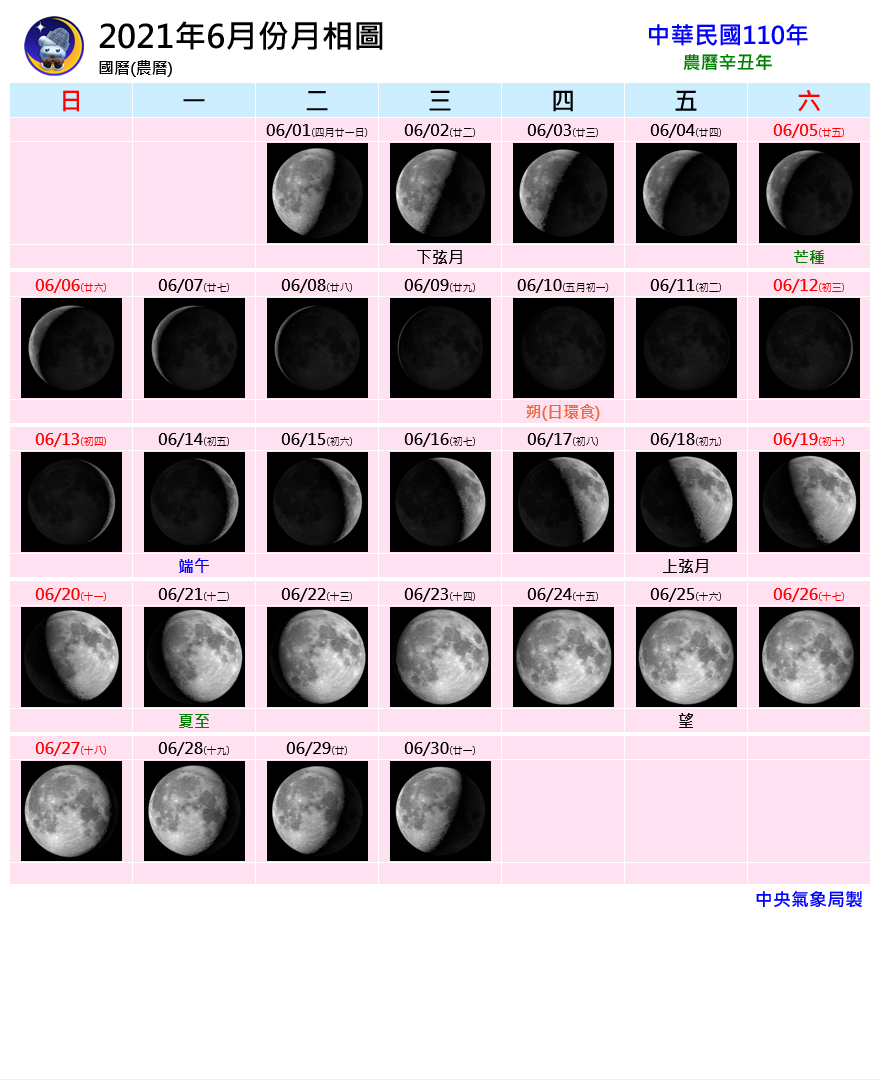 2021年6月份月相圖
國曆(農曆)
中華民國110年
農曆辛丑年
日 一 二 三 四 五 六
06/01(四月廿一日) 06/02(廿二) 06/03(廿三) 06/04(廿四) 06/05(廿五)
下弦月 芒種
06/06(廿六) 06/07(廿七) 06/08(廿八) 06/09(廿九) 06/10(五月初一) 06/11(初二) 06/12(初三)
朔(日環食)
06/13(初四) 06/14(初五) 06/15(初六) 06/16(初七) 06/17(初八) 06/18(初九) 06/19(初十)
端午 上弦月
06/20(十一) 06/21(十二) 06/22(十三) 06/23(十四) 06/24(十五) 06/25(十六) 06/26(十七)
夏至 望
06/27(十八) 06/28(十九) 06/29(廿) 06/30(廿一)
中央氣象局製